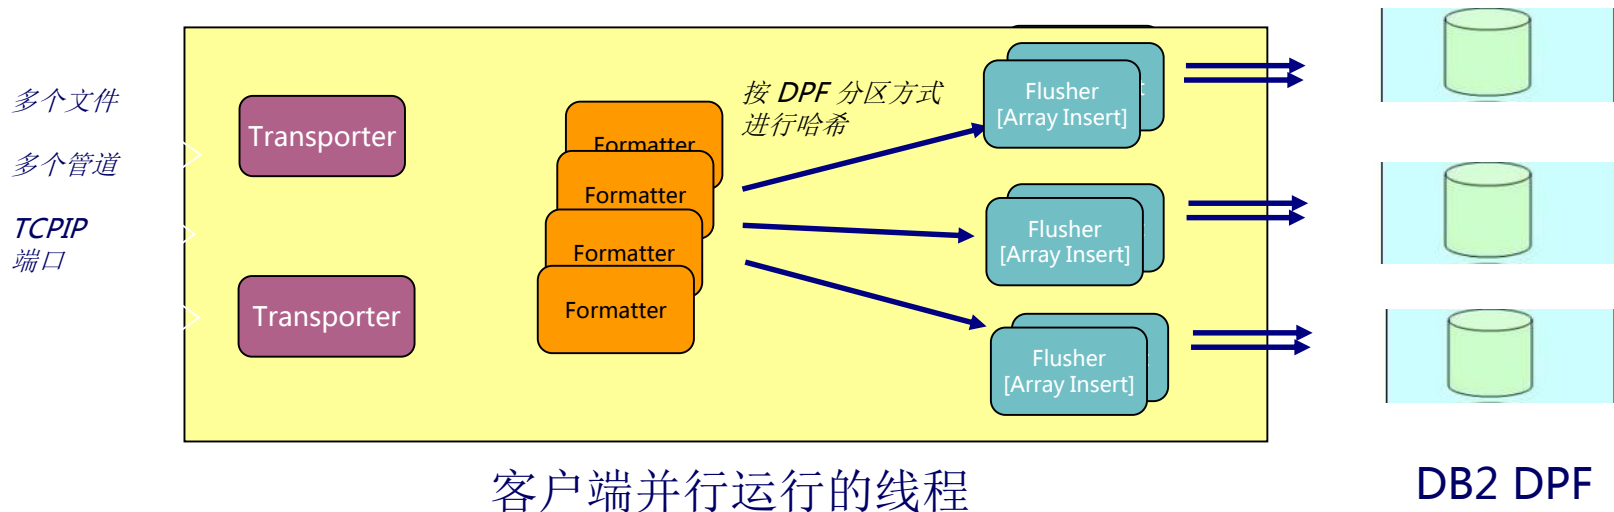 多个文件
多个管道
TCPIP
端口
Transporter
Transporter
Formatter
Formatter
Formatter
Formatter
按 DPF 分区方式
进行哈希
Flusher
[Array Insert]
Flusher
[Array Insert]
Flusher
[Array Insert]
客户端并行运行的线程
DB2 DPF